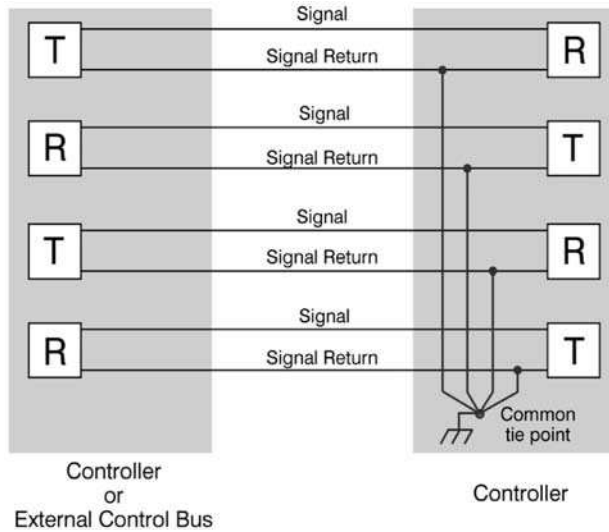 Signal
T
R
Signal Return
Signal
R
T
Signal Return
Signal
T
R
Signal Return
Signal
R
T
Signal Return
Common
tie point
Controller
or
External Control Bus
Controller